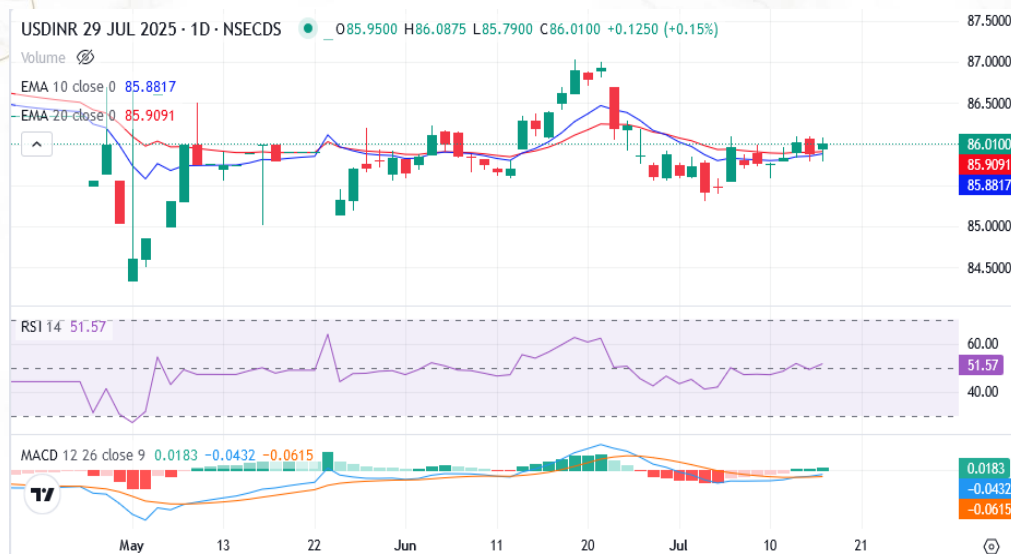 USDINR 29 JUL 2025 · 1D · NSECDS O85.9500 H86.0875 L85.7900 C86.0100 +0.1250 (+0.15%)
Volume
EMA 10 close 0 85.8817
EMA 20 close 0 85.9091
87.5000
87.0000
86.5000
86.0100
85.9091
85.8817
85.0000
84.5000
RSI 14 51.57
60.00
51.57
40.00
MACD 12 26 close 9 0.0183 −0.0432 −0.0615
0.0183
−0.0432
−0.0615
May 13 22 Jun 11 20 Jul 10 21